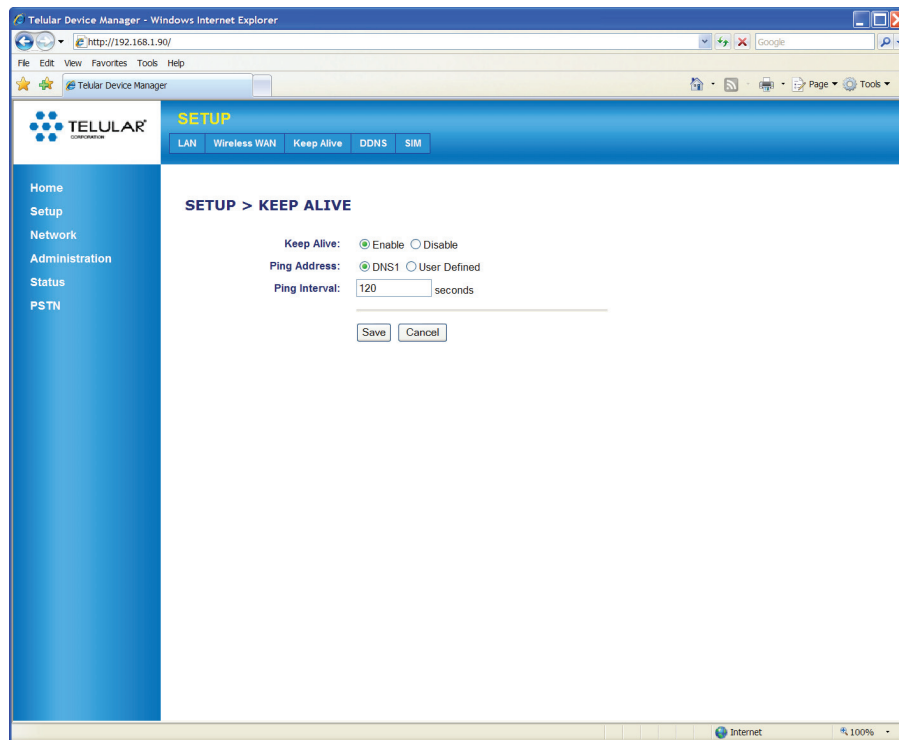 Telular Device Manager - Windows Internet Explorer
http://192.168.1.90/
Google
File Edit View Favorites Tools Help
Telular Device Manager
Page Tools
TELULAR
CORPORATION
SETUP
LAN Wireless WAN Keep Alive DDNS SIM
Home
Setup
Network
Administration
Status
PSTN
SETUP > KEEP ALIVE
Keep Alive: Enable Disable
Ping Address: DNS1 User Defined
Ping Interval: 120 seconds
Save Cancel
Internet 100%